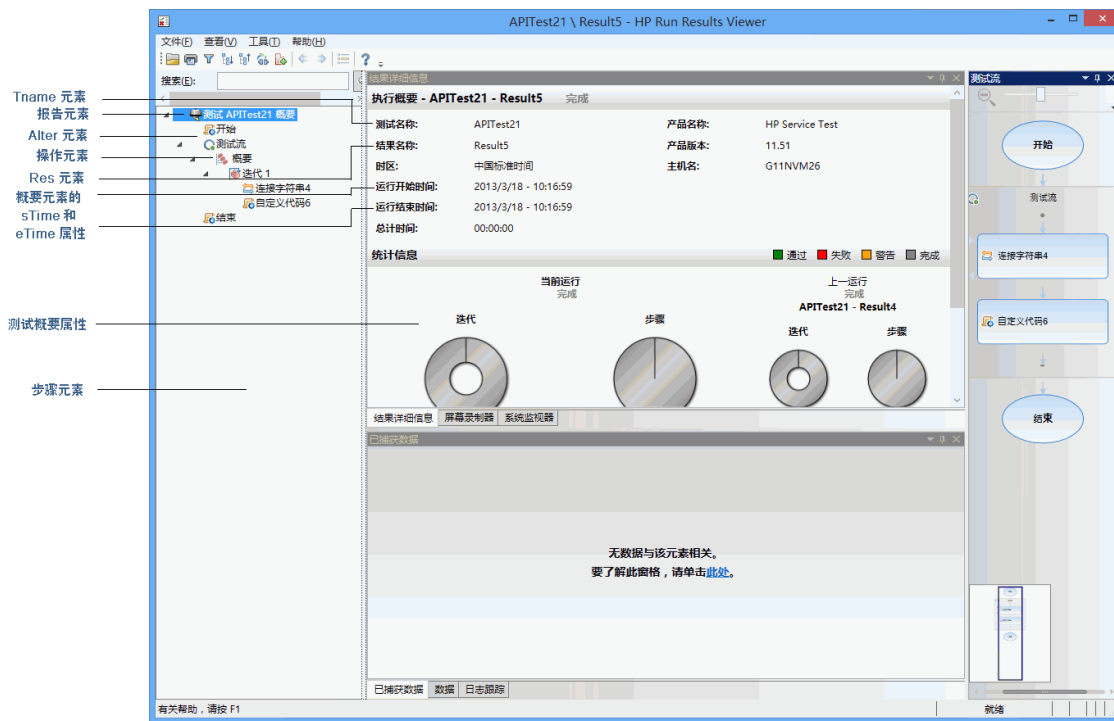 APITest21 \ Result5 - HP Run Results Viewer
文件(F) 查看(V) 工具(T) 帮助(H)
搜索(E):
Tname 元素
报告元素
Alter 元素
操作元素
Res 元素
概要元素的
sTime 和
eTime 属性
测试概要属性
步骤元素
测试 APITest21 概要
开始
测试流
概要
迭代 1
连接字符串4
自定义代码6
结束
结果详细信息
执行概要 - APITest21 - Result5 完成
测试名称: APITest21 产品名称: HP Service Test
结果名称: Result5 产品版本: 11.51
时区: 中国标准时间 主机名: G11NVM26
运行开始时间: 2013/3/18 - 10:16:59
运行结束时间: 2013/3/18 - 10:16:59
总计时间: 00:00:00
统计信息 通过 失败 警告 完成
当前运行 上一运行
完成 完成
APITest21 - Result4
迭代 步骤 迭代 步骤
结果详细信息 屏幕录制器 系统监视器
已捕获数据
无数据与该元素相关。
要了解此窗格，请单击此处。
已捕获数据 数据 日志跟踪
测试流
开始
测试流
连接字符串4
自定义代码6
结束
有关帮助，请按 F1 就绪